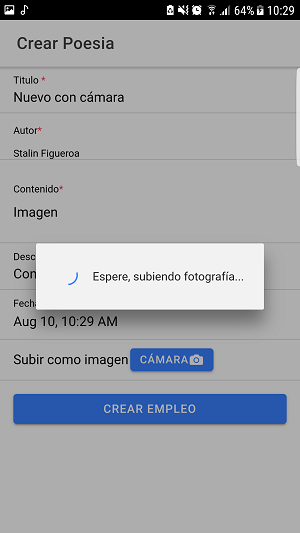 64% 10:29
Crear Poesia
Titulo *
Nuevo con cámara
Autor*
Stalin Figueroa
Contenido*
Imagen
Desc
Con
Espere, subiendo fotografía...
Fecha
Aug 10, 10:29 AM
Subir como imagen CÁMARA
CREAR EMPLEO